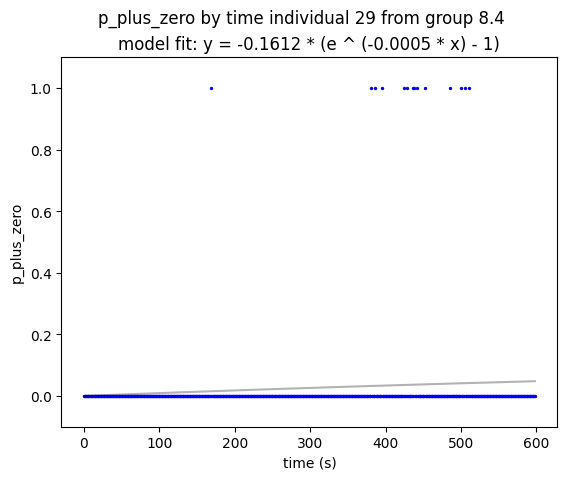 p_plus_zero by time individual 29 from group 8.4
model fit: y = -0.1612 * (e ^ (-0.0005 * x) - 1)
1.0
0.8
0.6
0.4
0.2
0.0
p_plus_zero
0 100 200 300 400 500 600
time (s)